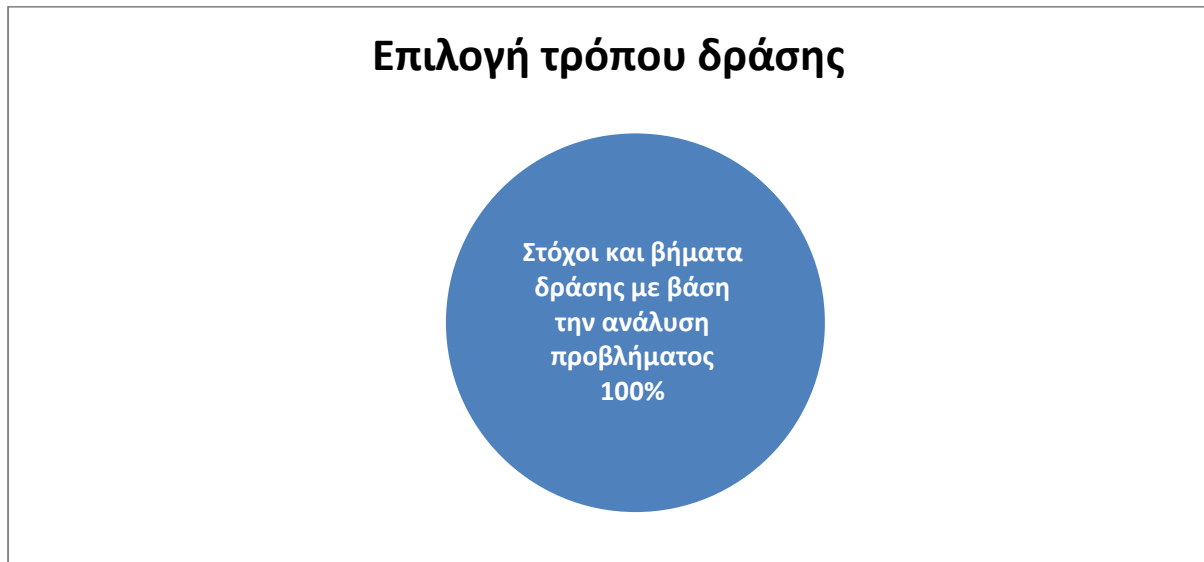 Επιλογή τρόπου δράσης
Στόχοι και βήματα
δράσης με βάση
την ανάλυση
προβλήματος
100%